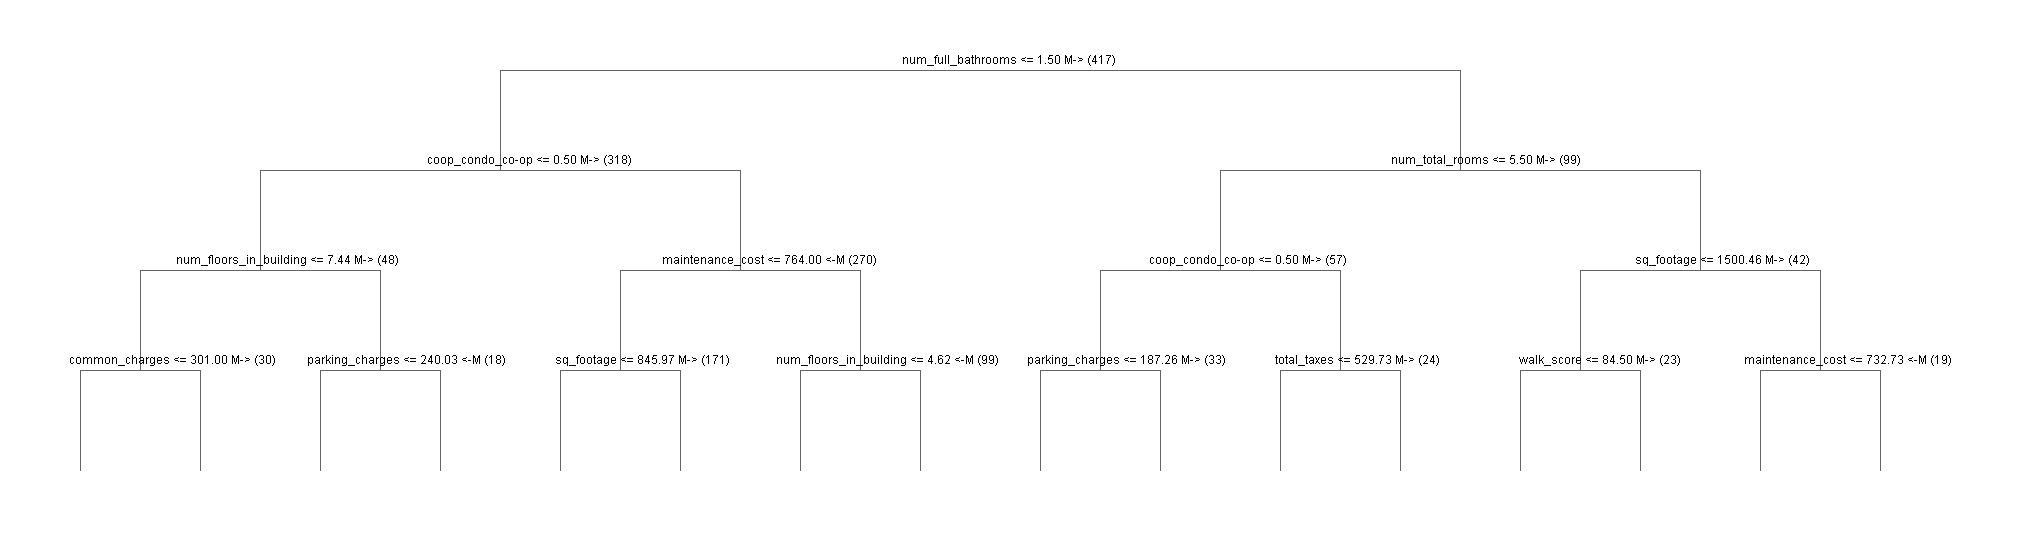 num_full_bathrooms <= 1.50 M-> (417)
coop_condo_co-op <= 0.50 M-> (318)
num_total_rooms <= 5.50 M-> (99)
num_floors_in_building <= 7.44 M-> (48)
maintenance_cost <= 764.00 <-M (270)
coop_condo_co-op <= 0.50 M-> (57)
sq_footage <= 1500.46 M-> (42)
common_charges <= 301.00 M-> (30)
parking_charges <= 240.03 <-M (18)
sq_footage <= 845.97 M-> (171)
num_floors_in_building <= 4.62 <-M (99)
parking_charges <= 187.26 M-> (33)
total_taxes <= 529.73 M-> (24)
walk_score <= 84.50 M-> (23)
maintenance_cost <= 732.73 <-M (19)